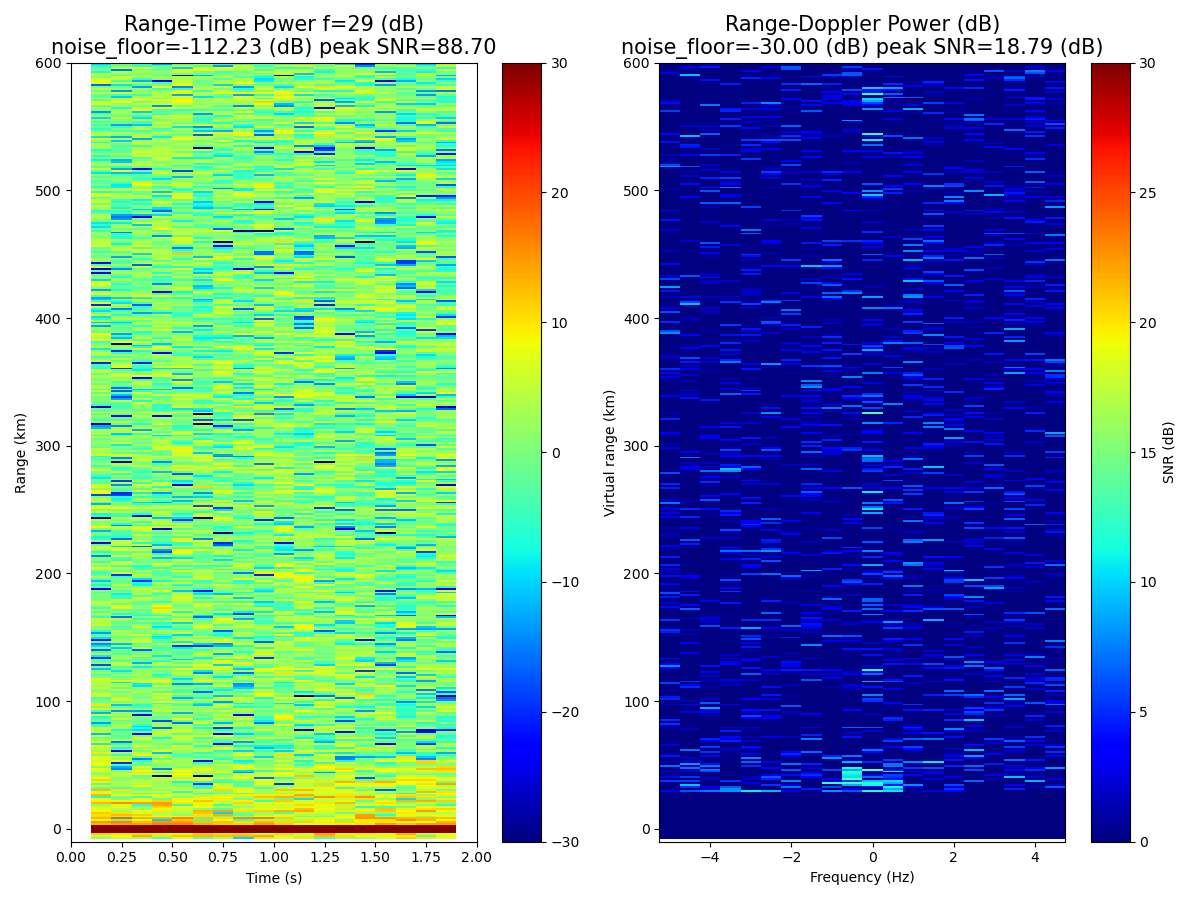 Range-Time Power f=29 (dB)
noise_floor=-112.23 (dB) peak SNR=88.70
Range (km)
600
500
400
300
200
100
0
0.00 0.25 0.50 0.75 1.00 1.25 1.50 1.75 2.00
Time (s)
30
20
10
0
−10
−20
−30
Range-Doppler Power (dB)
noise_floor=-30.00 (dB) peak SNR=18.79 (dB)
Virtual range (km)
600
500
400
300
200
100
0
−4 −2 0 2 4
Frequency (Hz)
30
25
20
15
10
5
0
SNR (dB)